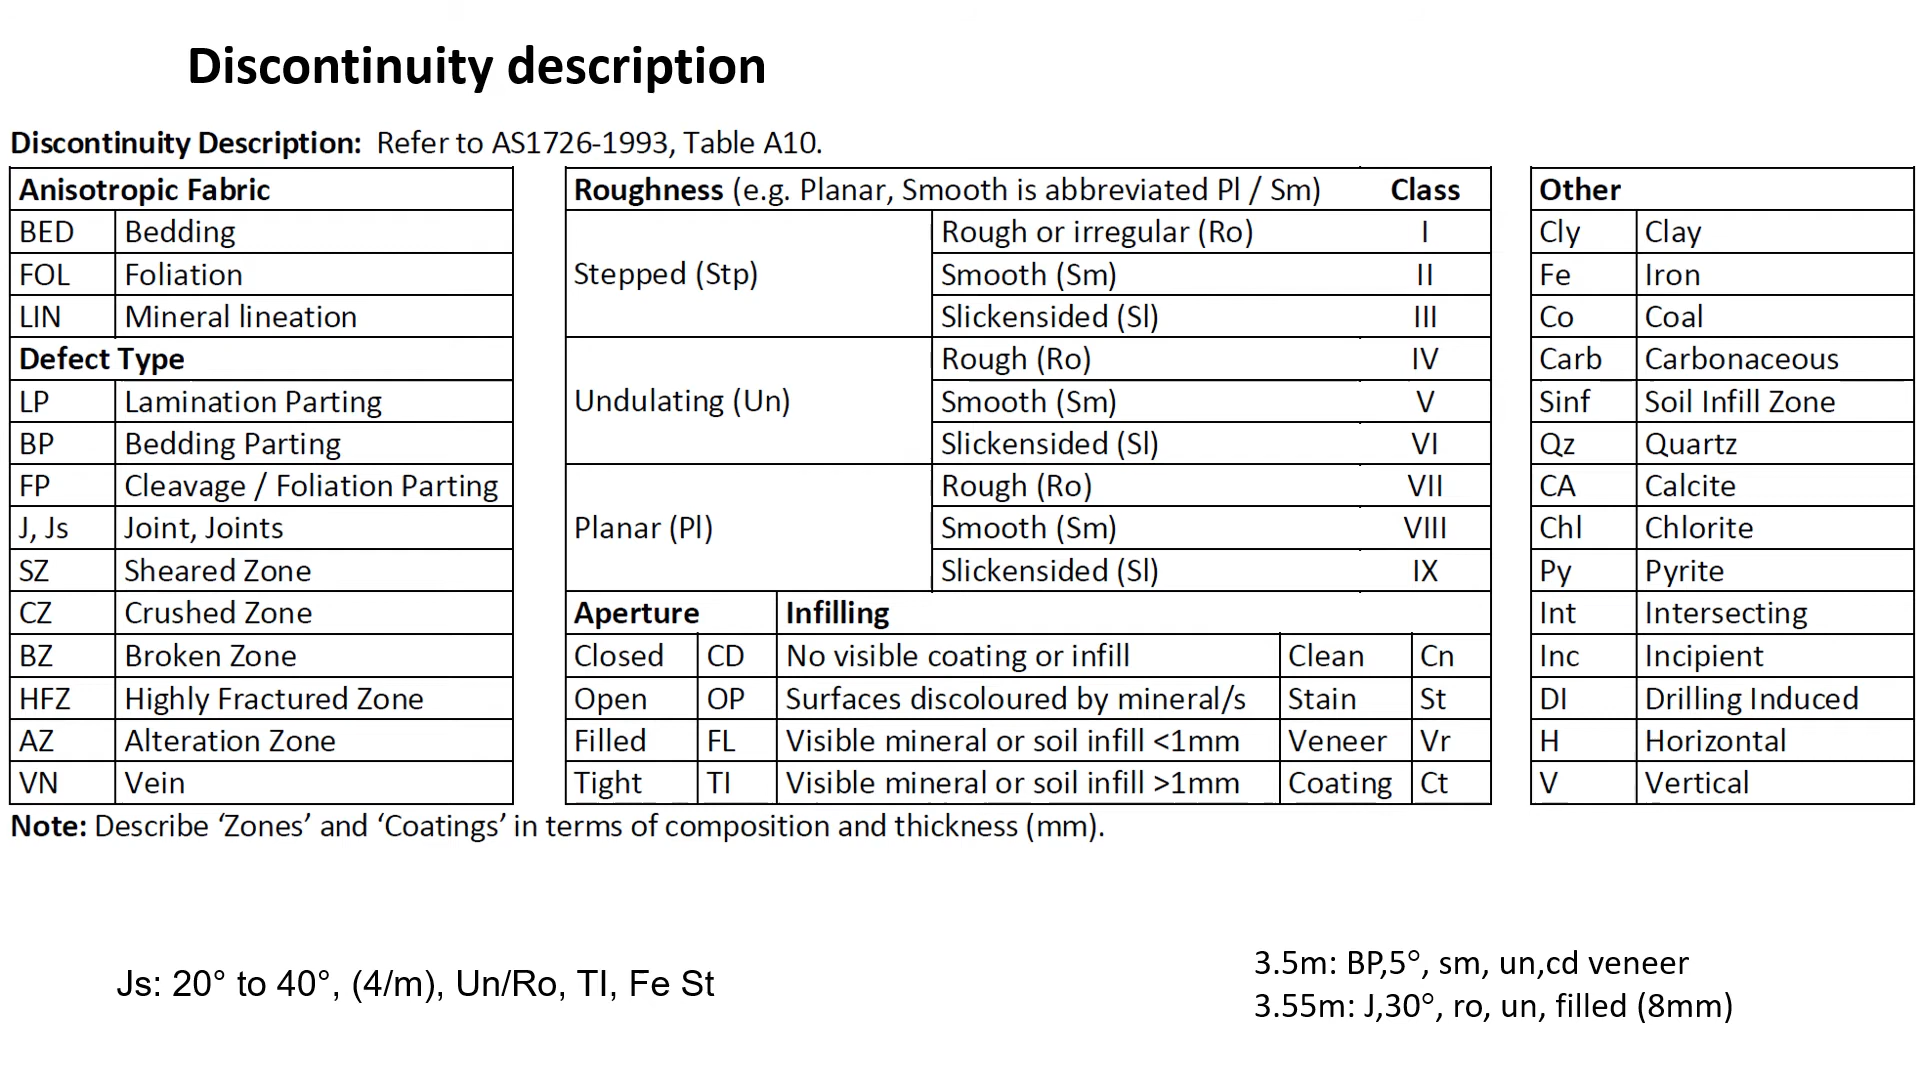 Discontinuity description
Discontinuity Description: Refer to AS1726-1993, Table A10.
Anisotropic Fabric
BED Bedding
FOL Foliation
LIN Mineral lineation
Defect Type
LP Lamination Parting
BP Bedding Parting
FP Cleavage / Foliation Parting
J, Js Joint, Joints
SZ Sheared Zone
CZ Crushed Zone
BZ Broken Zone
HFZ Highly Fractured Zone
AZ Alteration Zone
VN Vein
Roughness (e.g. Planar, Smooth is abbreviated Pl / Sm) Class
Stepped (Stp)
Rough or irregular (Ro) I
Smooth (Sm) II
Slickensided (Sl) III
Undulating (Un)
Rough (Ro) IV
Smooth (Sm) V
Slickensided (Sl) VI
Planar (Pl)
Rough (Ro) VII
Smooth (Sm) VIII
Slickensided (Sl) IX
Aperture Infilling
Closed CD No visible coating or infill Clean Cn
Open OP Surfaces discoloured by mineral/s Stain St
Filled FL Visible mineral or soil infill <1mm Veneer Vr
Tight TI Visible mineral or soil infill >1mm Coating Ct
Other
Cly Clay
Fe Iron
Co Coal
Carb Carbonaceous
Sinf Soil Infill Zone
Qz Quartz
CA Calcite
Chl Chlorite
Py Pyrite
Int Intersecting
Inc Incipient
DI Drilling Induced
H Horizontal
V Vertical
Note: Describe ‘Zones’ and ‘Coatings’ in terms of composition and thickness (mm).
Js: 20° to 40°, (4/m), Un/Ro, TI, Fe St
3.5m: BP,5°, sm, un,cd veneer
3.55m: J,30°, ro, un, filled (8mm)